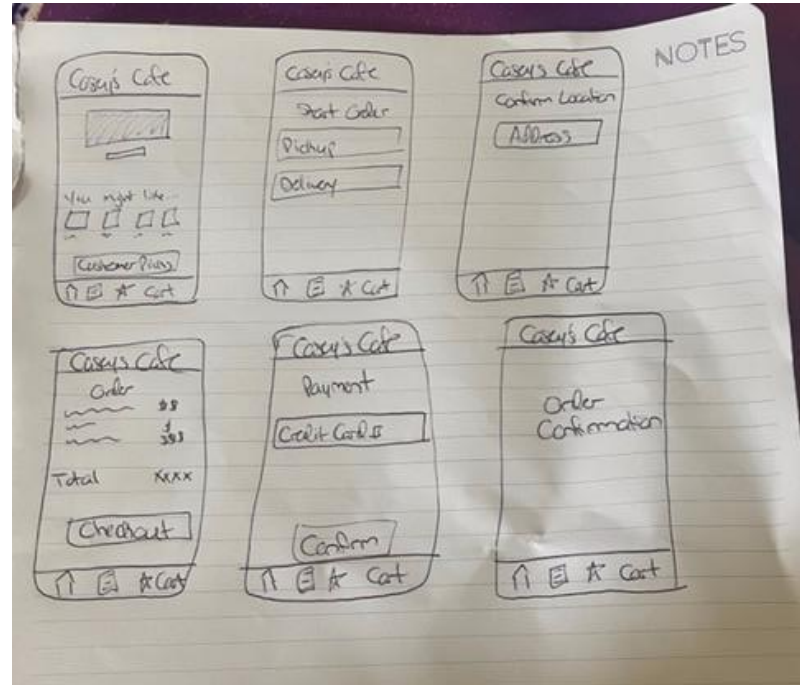 NOTES
Casey's Cafe
You might like...
Customer Picks
Cart
Casey's Cafe
Start Order
Pickup
Delivery
Cart
Casey's Cafe
Confirm Location
Address
Cart
Casey's Cafe
Order
Total xxxx
Checkout
Cart
Casey's Cafe
Payment
Credit Card
Confirm
Cart
Casey's Cafe
Order
Confirmation
Cart